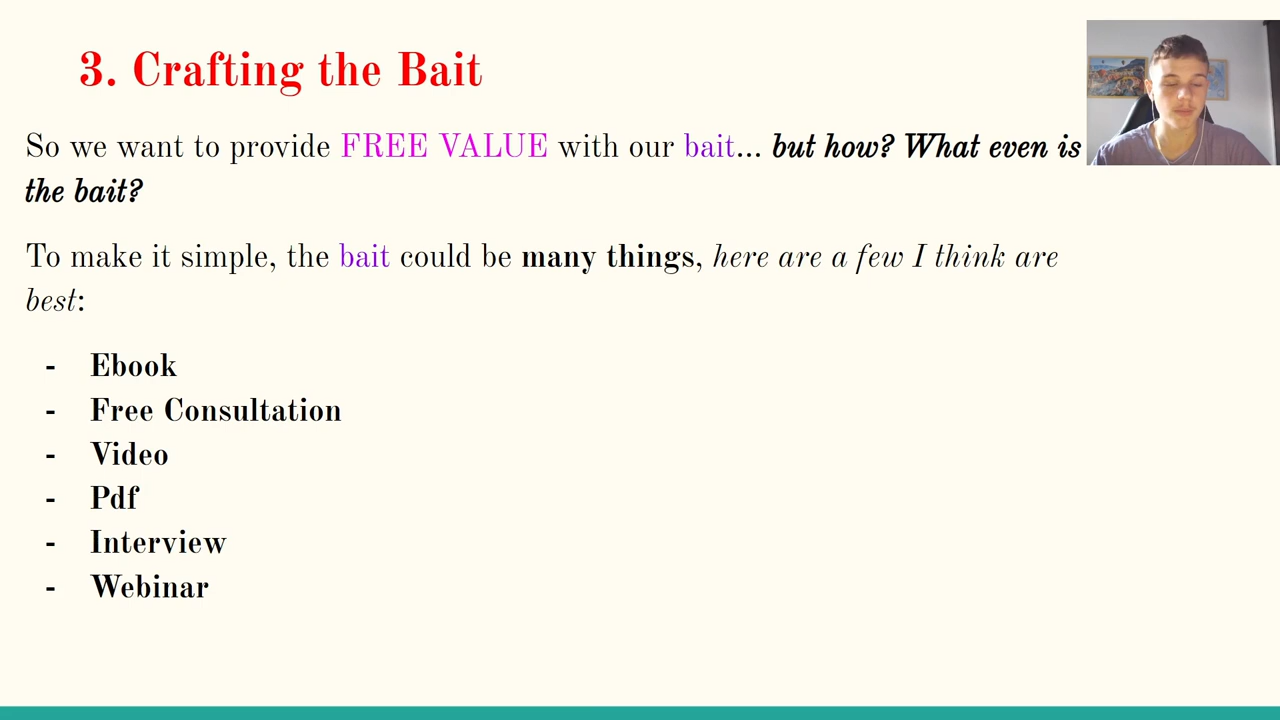 3. Crafting the Bait
So we want to provide FREE VALUE with our bait... but how? What even is
the bait?
To make it simple, the bait could be many things, here are a few I think are
best:
- Ebook
- Free Consultation
- Video
- Pdf
- Interview
- Webinar